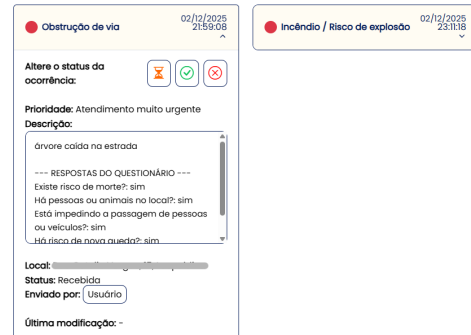 Obstrução de via
02/12/2025
21:59:08
Altere o status da
ocorrência:
Prioridade: Atendimento muito urgente
Descrição:
árvore caída na estrada
--- RESPOSTAS DO QUESTIONÁRIO ---
Existe risco de morte?: sim
Há pessoas ou animais no local?: sim
Está impedindo a passagem de pessoas
ou veículos?: sim
Há risco de nova queda?: sim
Local:
Status: Recebida
Enviado por: Usuário
Última modificação: -
Incêndio / Risco de explosão
02/12/2025
23:11:18